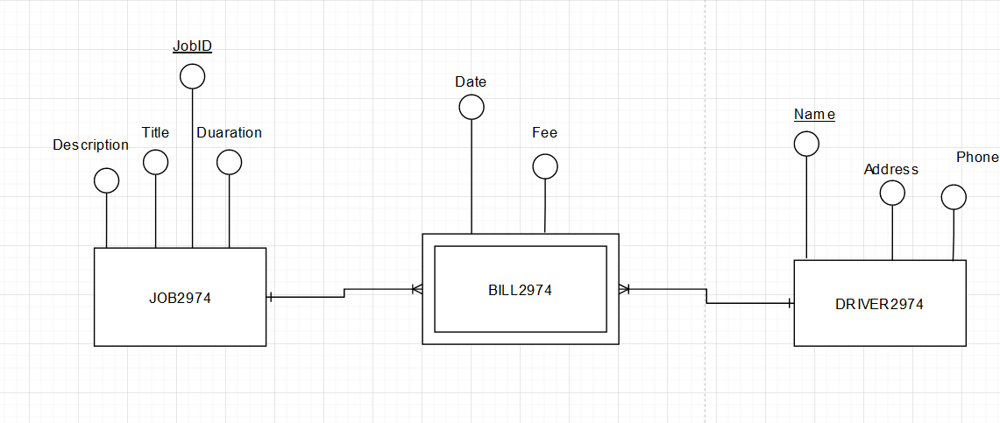 JobID
Date
Name
Description
Title
Duaration
Fee
Address
Phone
JOB2974
BILL2974
DRIVER2974